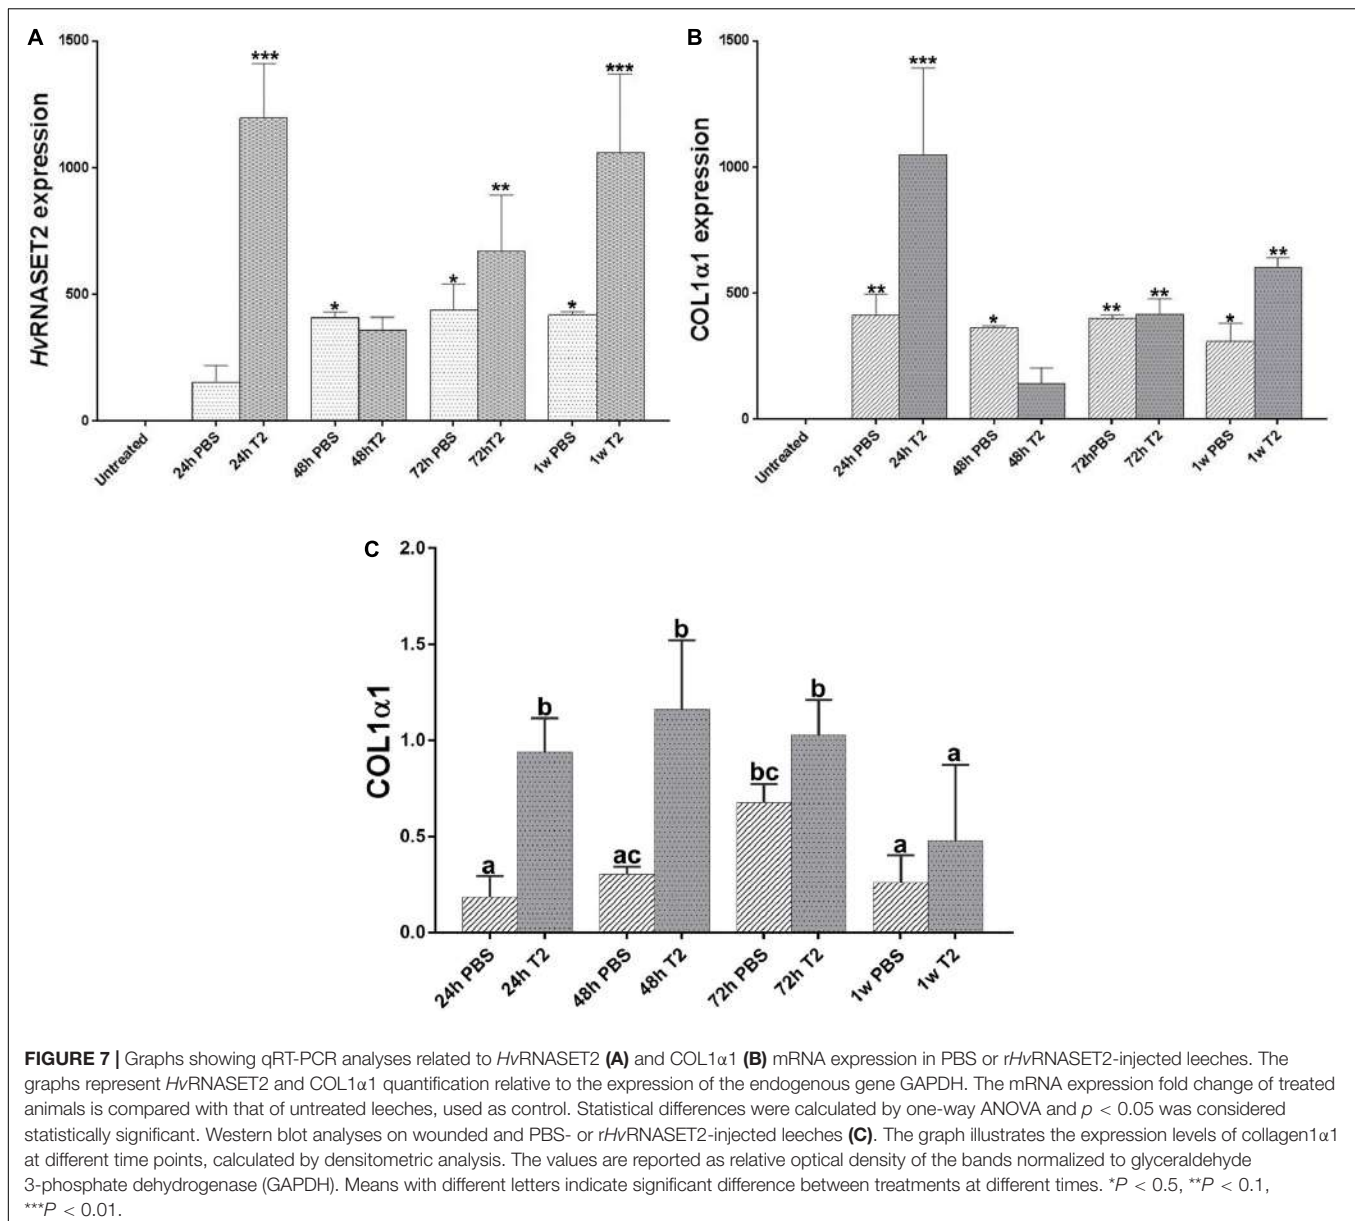 A
1500
1000
500
0
HvRNASET2 expression
***
*
*
**
*
***
Untreated
24h PBS
24h T2
48h PBS
48hT2
72h PBS
72hT2
1w PBS
1w T2
B
1500
1000
500
0
COL1α1 expression
**
***
*
**
**
*
**
Untreated
24h PBS
24h T2
48h PBS
48h T2
72hPBS
72h T2
1w PBS
1w T2
C
2.0
1.5
1.0
0.5
0.0
COL1α1
a
b
ac
b
bc
b
a
a
24h PBS
24h T2
48h PBS
48h T2
72h PBS
72h T2
1w PBS
1w T2
FIGURE 7 | Graphs showing qRT-PCR analyses related to HvRNASET2 (A) and COL1α1 (B) mRNA expression in PBS or rHvRNASET2-injected leeches. The
graphs represent HvRNASET2 and COL1α1 quantification relative to the expression of the endogenous gene GAPDH. The mRNA expression fold change of treated
animals is compared with that of untreated leeches, used as control. Statistical differences were calculated by one-way ANOVA and p < 0.05 was considered
statistically significant. Western blot analyses on wounded and PBS- or rHvRNASET2-injected leeches (C). The graph illustrates the expression levels of collagen1α1
at different time points, calculated by densitometric analysis. The values are reported as relative optical density of the bands normalized to glyceraldehyde
3-phosphate dehydrogenase (GAPDH). Means with different letters indicate significant difference between treatments at different times. *P < 0.5, **P < 0.1,
***P < 0.01.